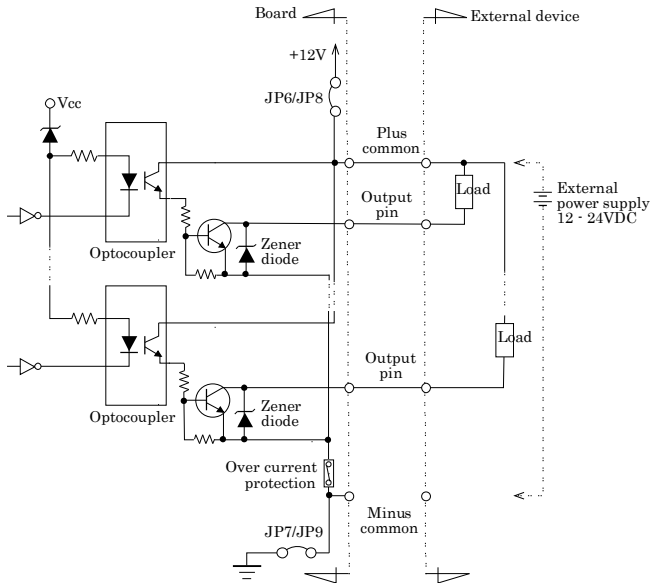 Board
External device
+12V
JP6/JP8
Vcc
Plus
common
Load
Output
pin
External
power supply
12 - 24VDC
Zener
diode
Optocoupler
Load
Output
pin
Zener
diode
Optocoupler
Over current
protection
Minus
common
JP7/JP9